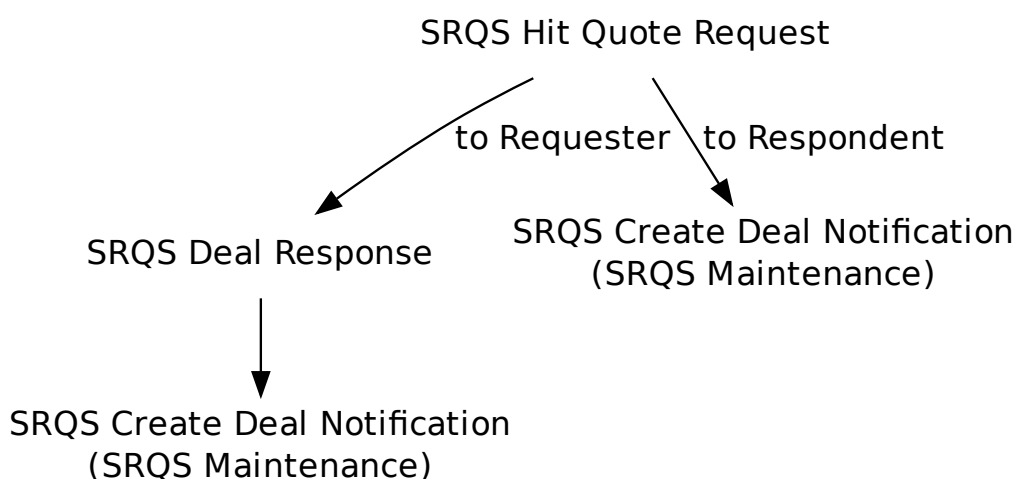 SRQS Hit Quote Request
to Requester
to Respondent
SRQS Deal Response
SRQS Create Deal Notification
(SRQS Maintenance)
SRQS Create Deal Notification
(SRQS Maintenance)